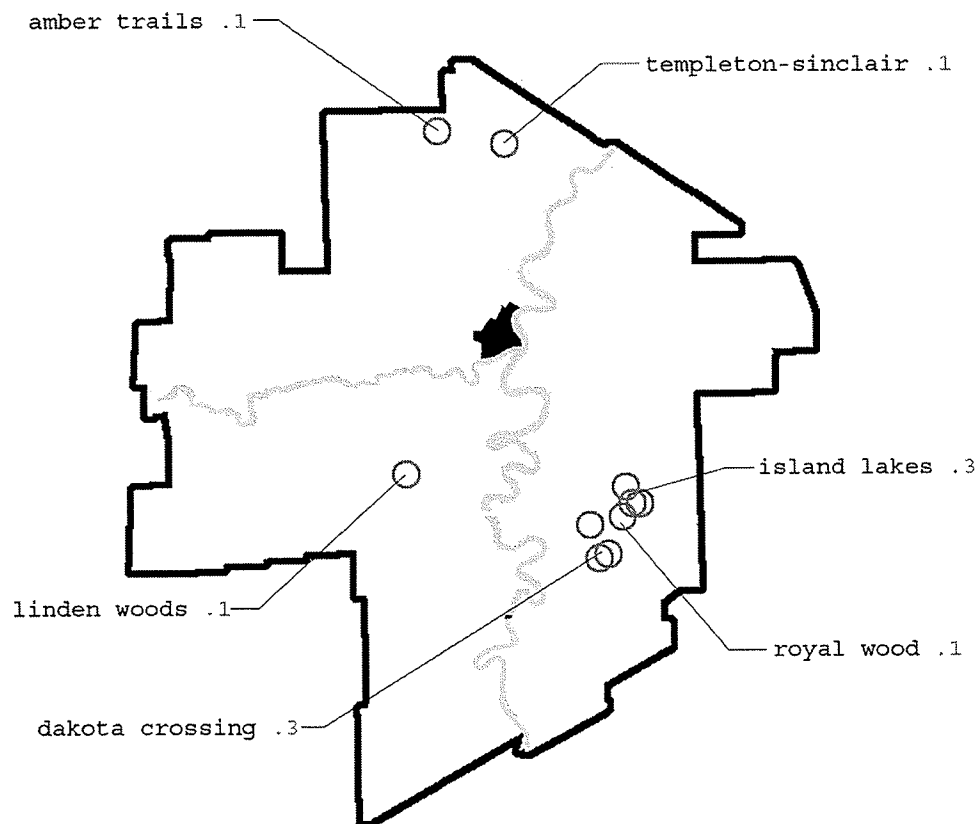 amber trails .1
templeton-sinclair .1
island lakes .3
linden woods .1
royal wood .1
dakota crossing .3